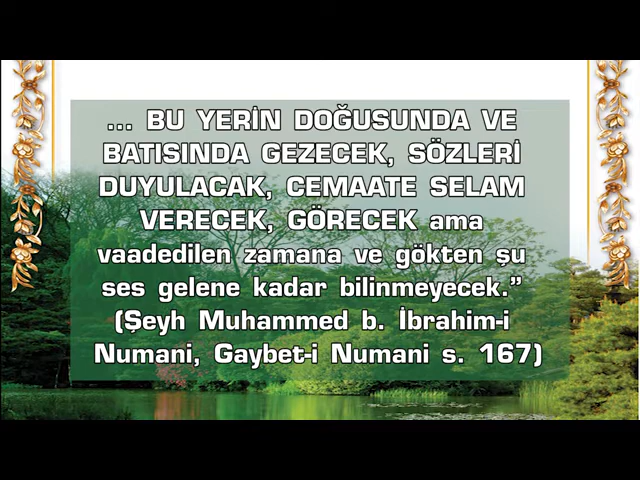 ... BU YERİN DOĞUSUNDA VE
BATISINDA GEZECEK, SÖZLERİ
DUYULACAK, CEMAATE SELAM
VERECEK, GÖRECEK ama
vaadedilen zamana ve gökten şu
ses gelene kadar bilinmeyecek.”
(Şeyh Muhammed b. İbrahim-i
Numani, Gaybet-i Numani s. 167)